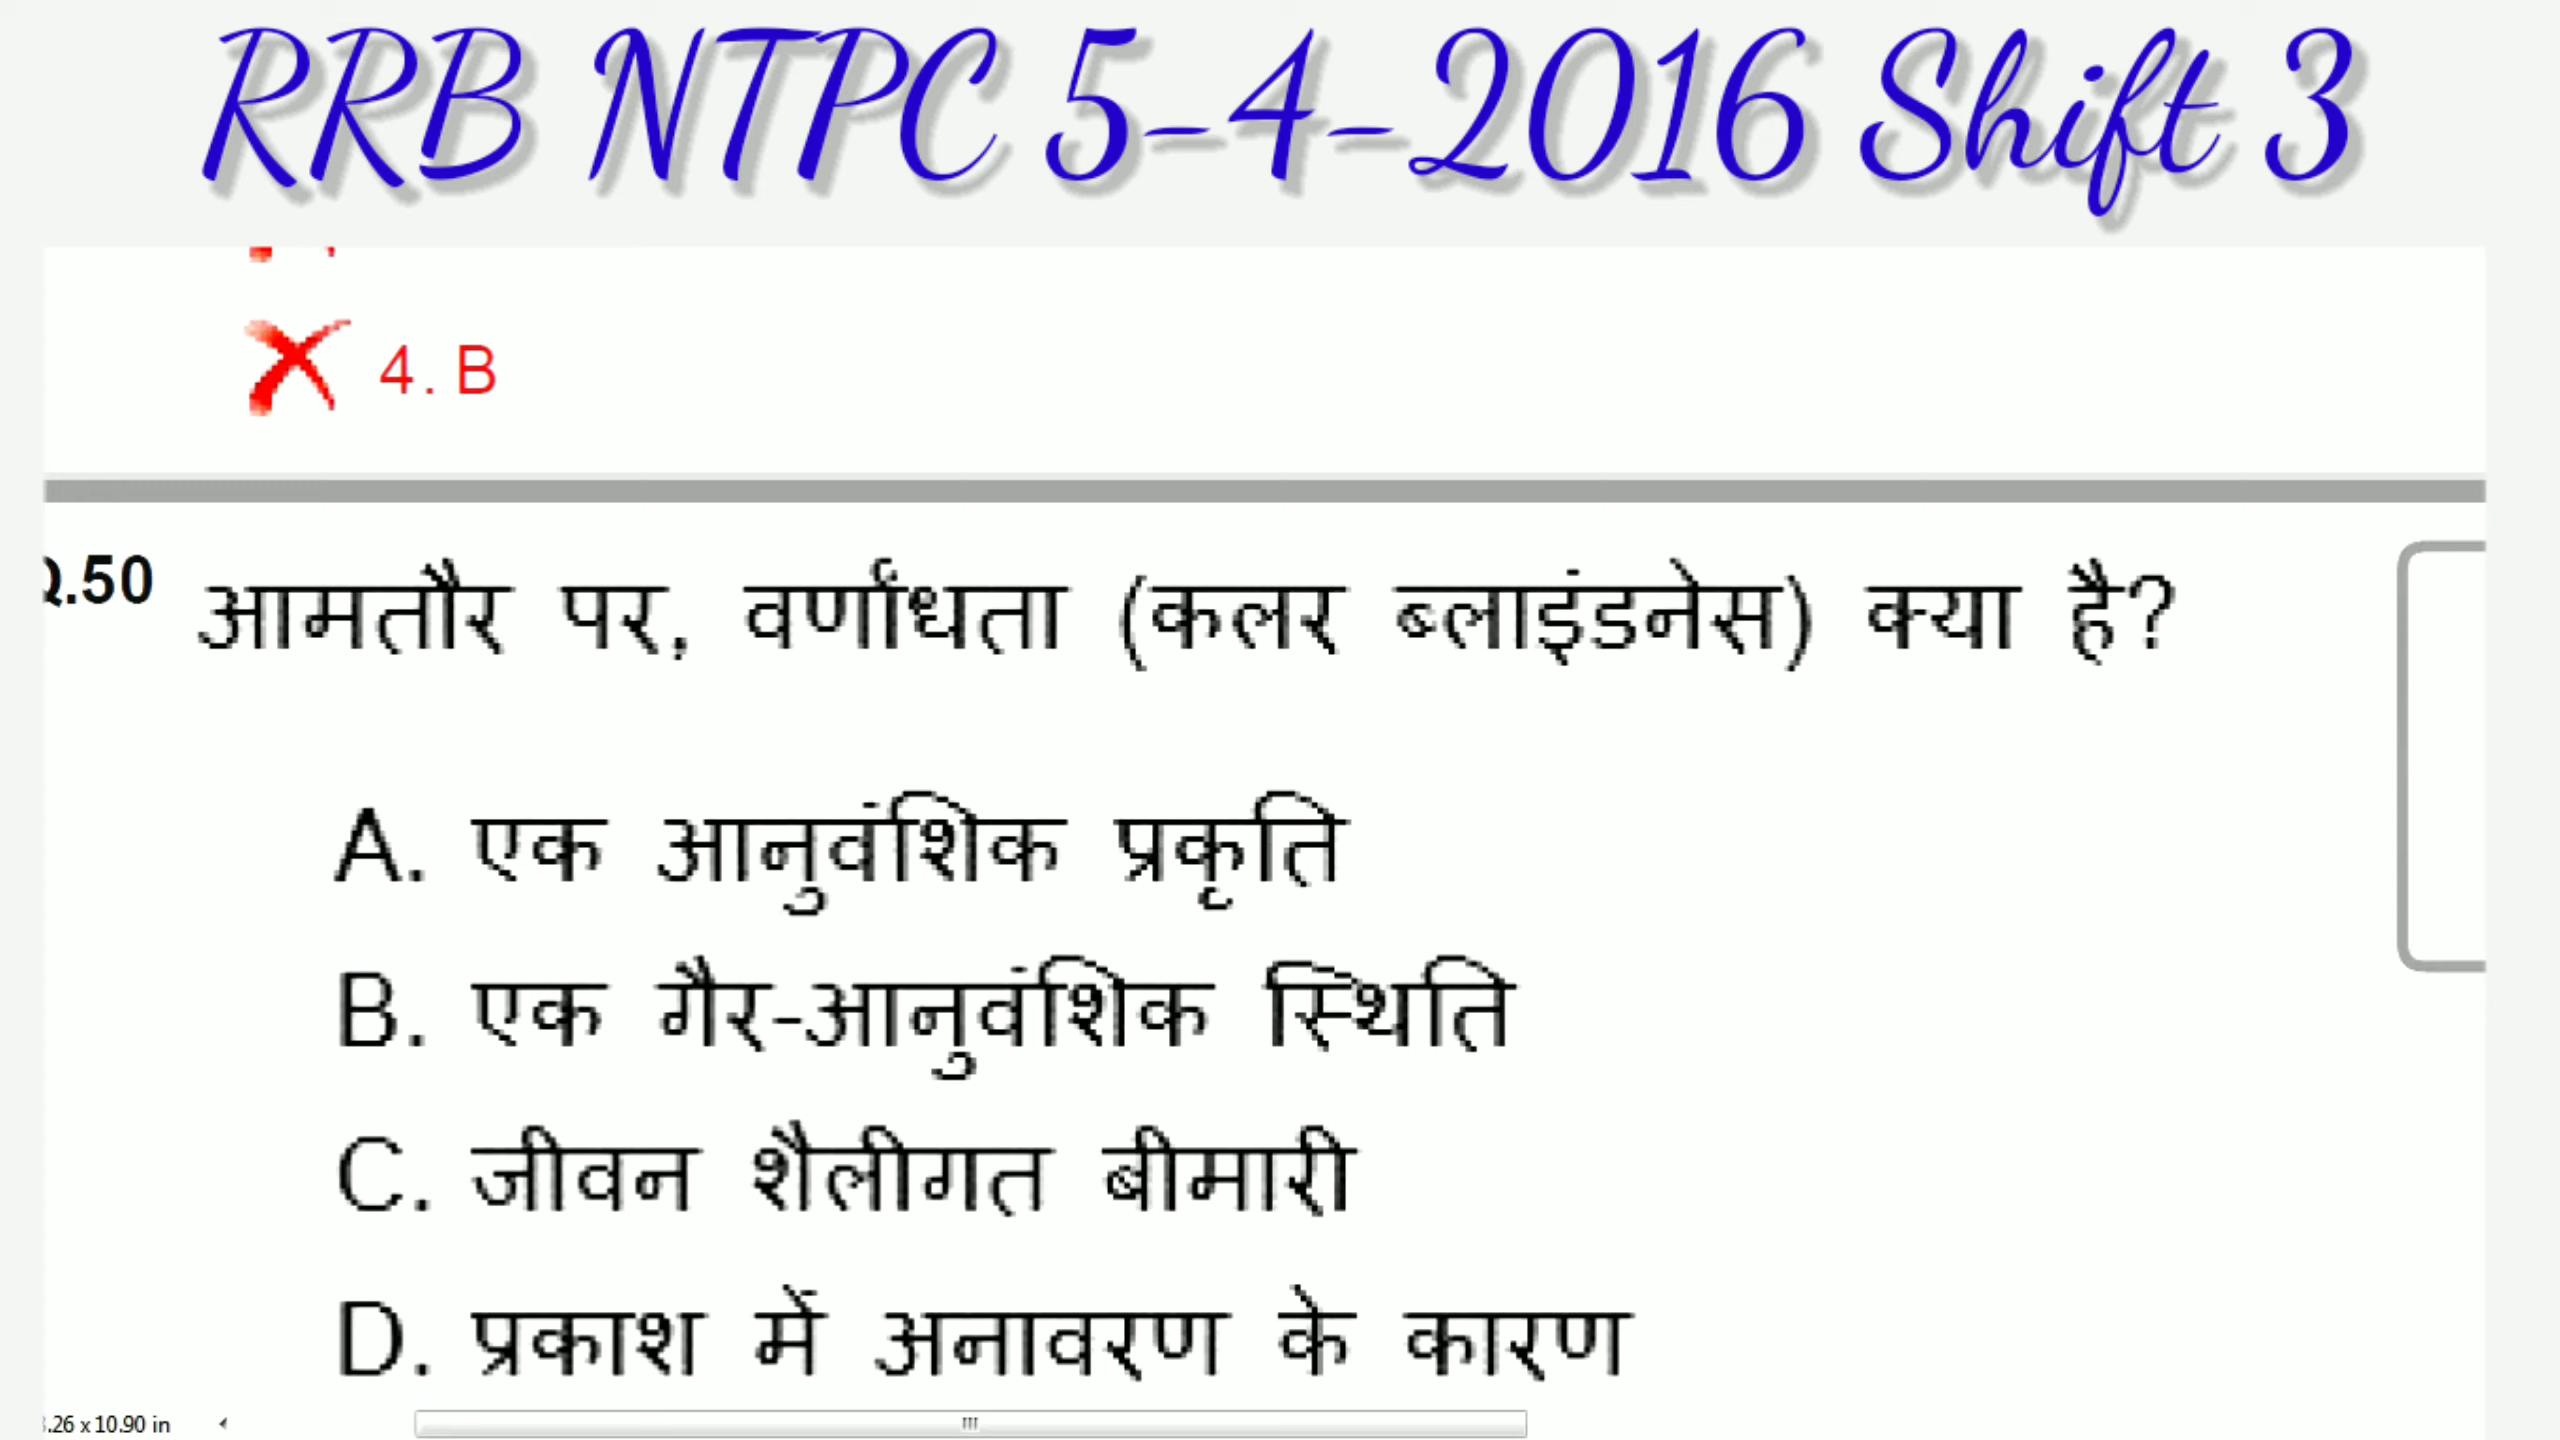 RRB NTPC 5-4-2016 Shift 3
4. B
Q.50 आमतौर पर, वर्णांधता (कलर ब्लाइंडनेस) क्या है?
A. एक आनुवंशिक प्रकृति
B. एक गैर-आनुवंशिक स्थिति
C. जीवन शैलीगत बीमारी
D. प्रकाश में अनावरण के कारण
.26 x 10.90 in